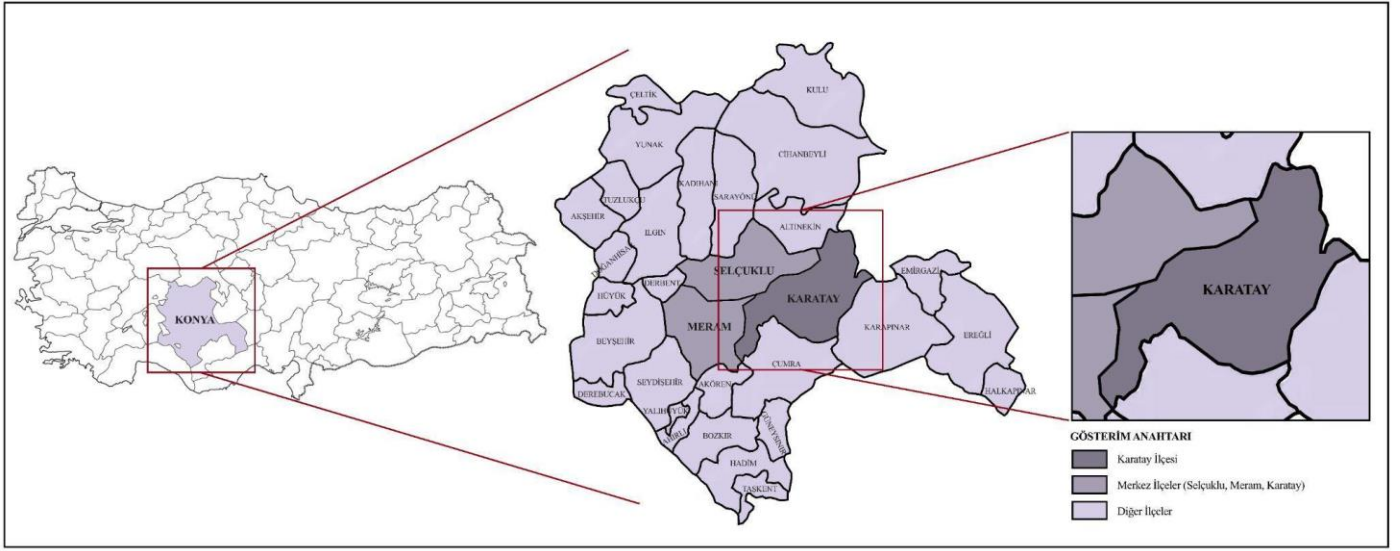 KONYA
ÇELTİK
KULU
YUNAK
CİHANBEYLİ
KADIHANI
TUZLUKÇU
SARAYÖNÜ
AKŞEHİR
ILGIN
ALTINEKİN
DOĞANHİSAR
SELÇUKLU
EMİRGAZİ
DERBENT
HÜYÜK
KARATAY
MERAM
KARAPINAR
EREĞLİ
BEYŞEHİR
ÇUMRA
SEYDİŞEHİR
AKÖREN
DEREBUCAK
HALKAPINAR
YALIHÜYÜK
AHIRLI
GÜNEYSINIR
BOZKIR
HADİM
TAŞKENT
KARATAY
GÖSTERİM ANAHTARI
Karatay İlçesi
Merkez İlçeler (Selçuklu, Meram, Karatay)
Diğer İlçeler